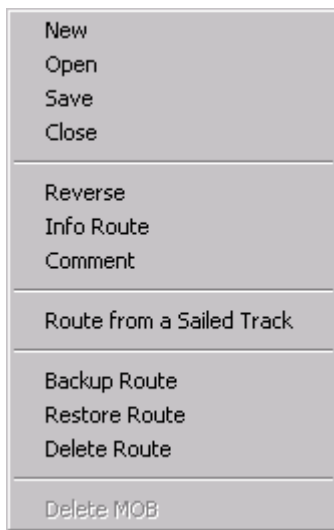 New
Open
Save
Close
Reverse
Info Route
Comment
Route from a Sailed Track
Backup Route
Restore Route
Delete Route
Delete MOB